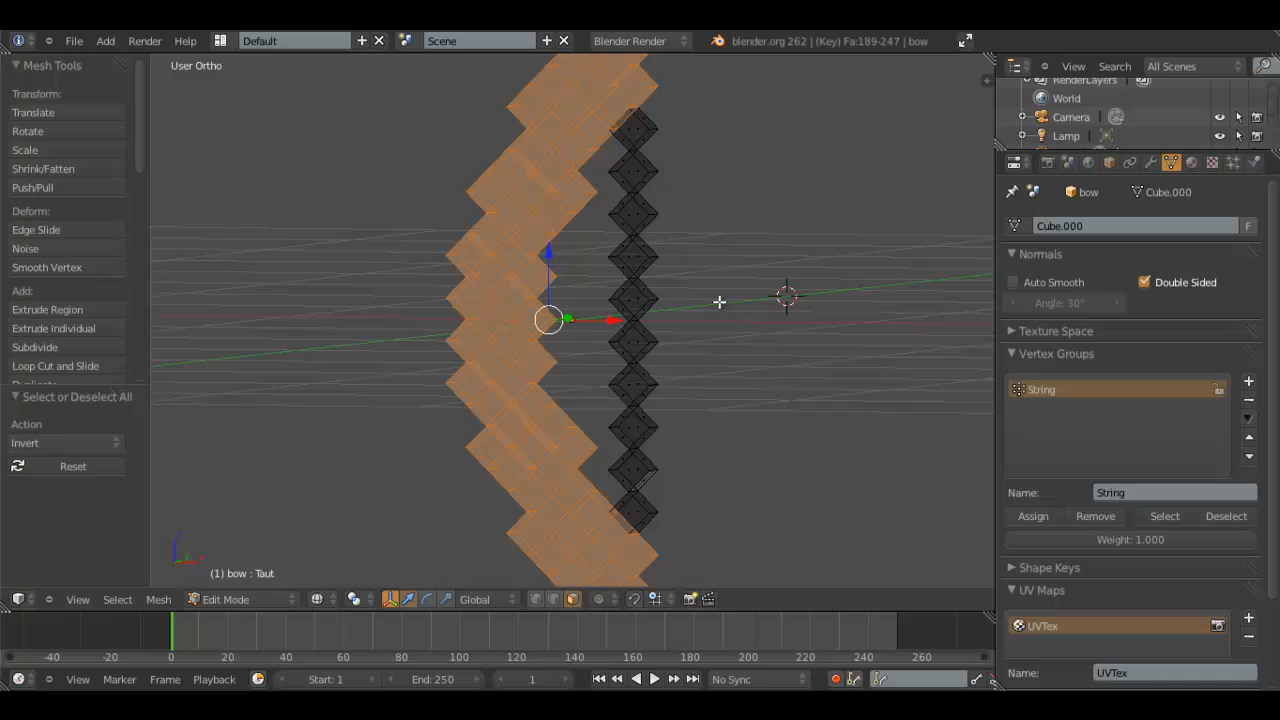 File Add Render Help Default Scene Blender Render blender.org 262 | (Key) Fa:189-247 | bow
Mesh Tools
Transform:
Translate
Rotate
Scale
Shrink/Fatten
Push/Pull
Deform:
Edge Slide
Noise
Smooth Vertex
Add:
Extrude Region
Extrude Individual
Subdivide
Loop Cut and Slide
Duplicate
Select or Deselect All
Action
Invert
Reset
User Ortho
(1) bow : Taut
View Select Mesh Edit Mode Global
-40 -20 0 20 40 60 80 100 120 140 160 180 200 220 240 260
View Marker Frame Playback Start: 1 End: 250 1 No Sync
View Search All Scenes
RenderLayers
World
Camera
Lamp
bow Cube.000
Cube.000 F
Normals
Auto Smooth Double Sided
Angle: 30°
Texture Space
Vertex Groups
String
Name: String
Assign Remove Select Deselect
Weight: 1.000
Shape Keys
UV Maps
UVTex
Name: UVTex